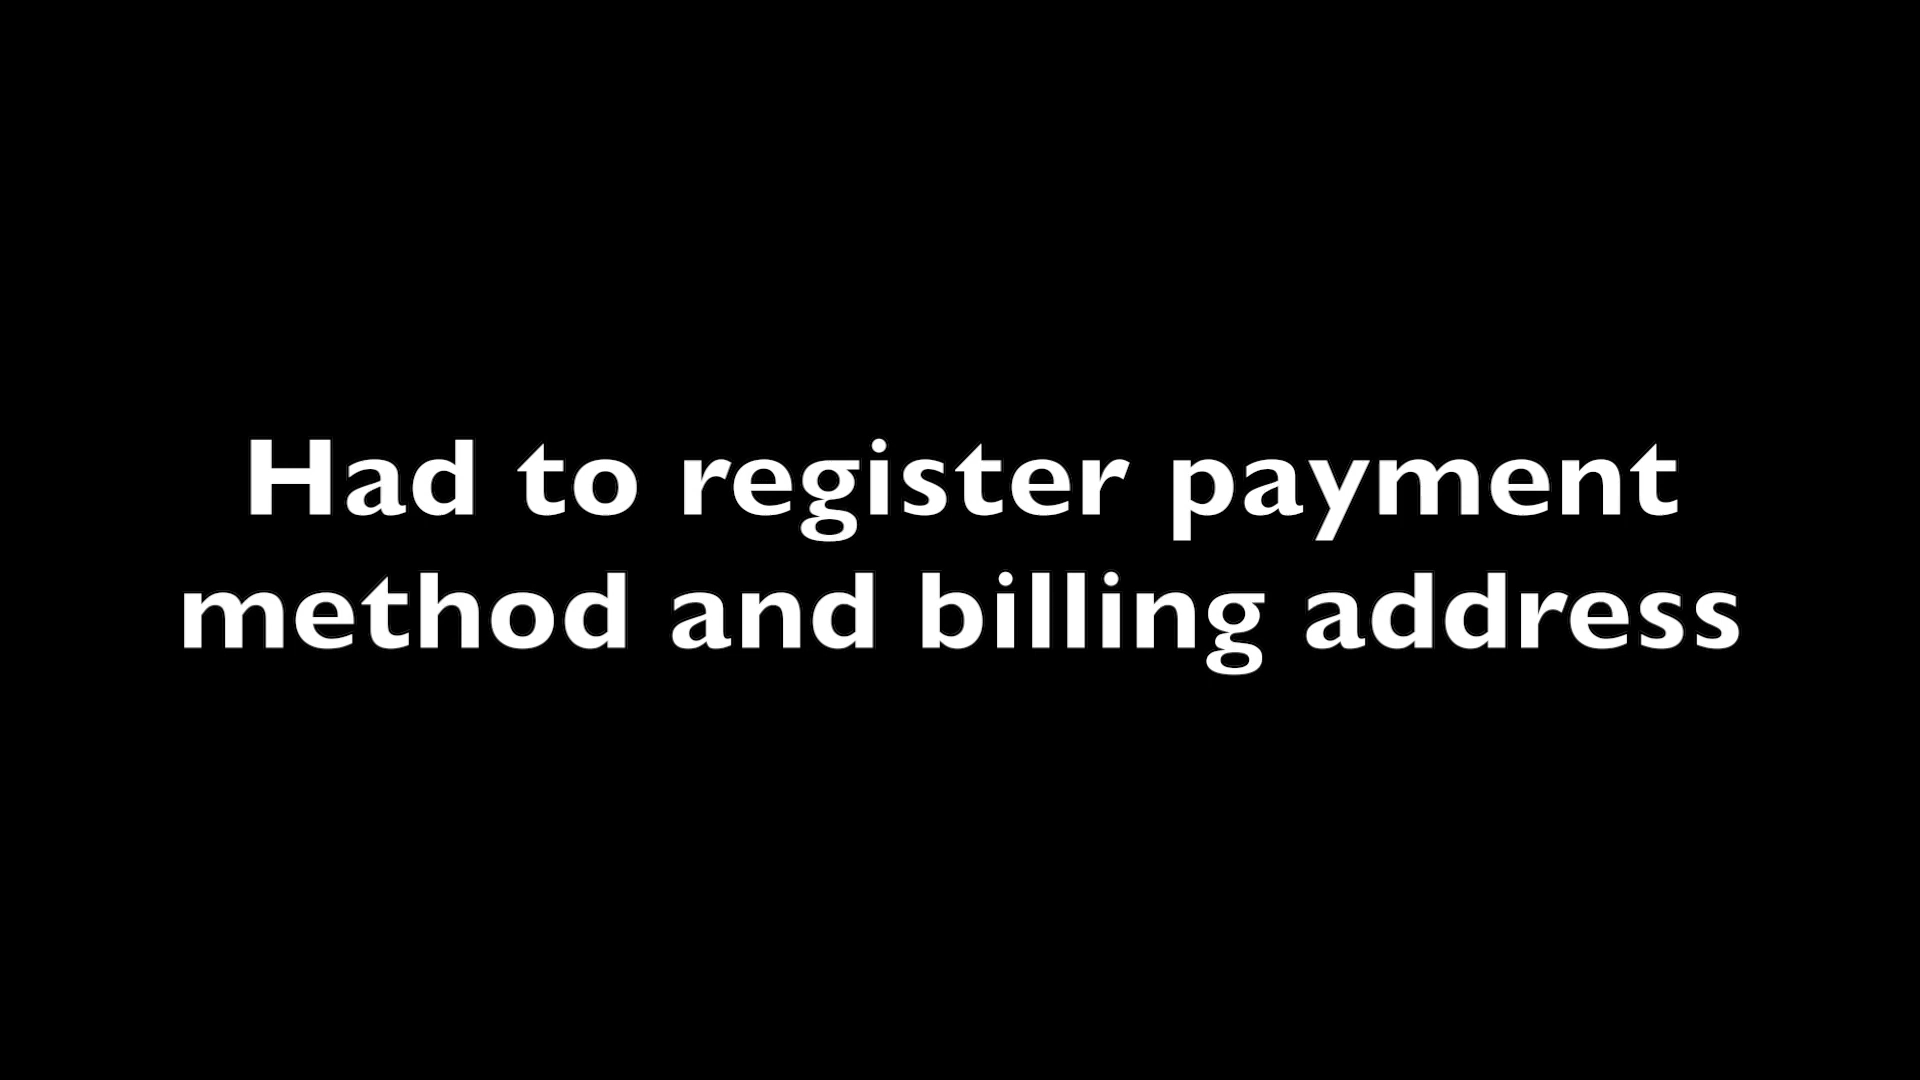 Had to register payment
method and billing address